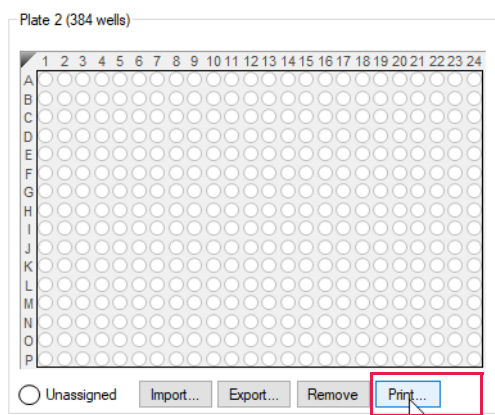 Plate 2 (384 wells)
1 2 3 4 5 6 7 8 9 10 11 12 13 14 15 16 17 18 19 20 21 22 23 24
A
B
C
D
E
F
G
H
I
J
K
L
M
N
O
P
Unassigned Import... Export... Remove Print...